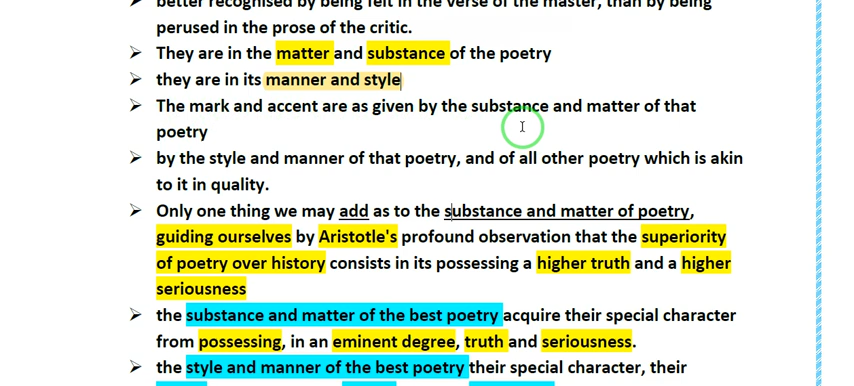 better recognised by being felt in the verse of the master, than by being
perused in the prose of the critic.
➢ They are in the matter and substance of the poetry
➢ they are in its manner and style
➢ The mark and accent are as given by the substance and matter of that
poetry
➢ by the style and manner of that poetry, and of all other poetry which is akin
to it in quality.
➢ Only one thing we may add as to the substance and matter of poetry,
guiding ourselves by Aristotle's profound observation that the superiority
of poetry over history consists in its possessing a higher truth and a higher
seriousness
➢ the substance and matter of the best poetry acquire their special character
from possessing, in an eminent degree, truth and seriousness.
➢ the style and manner of the best poetry their special character, their